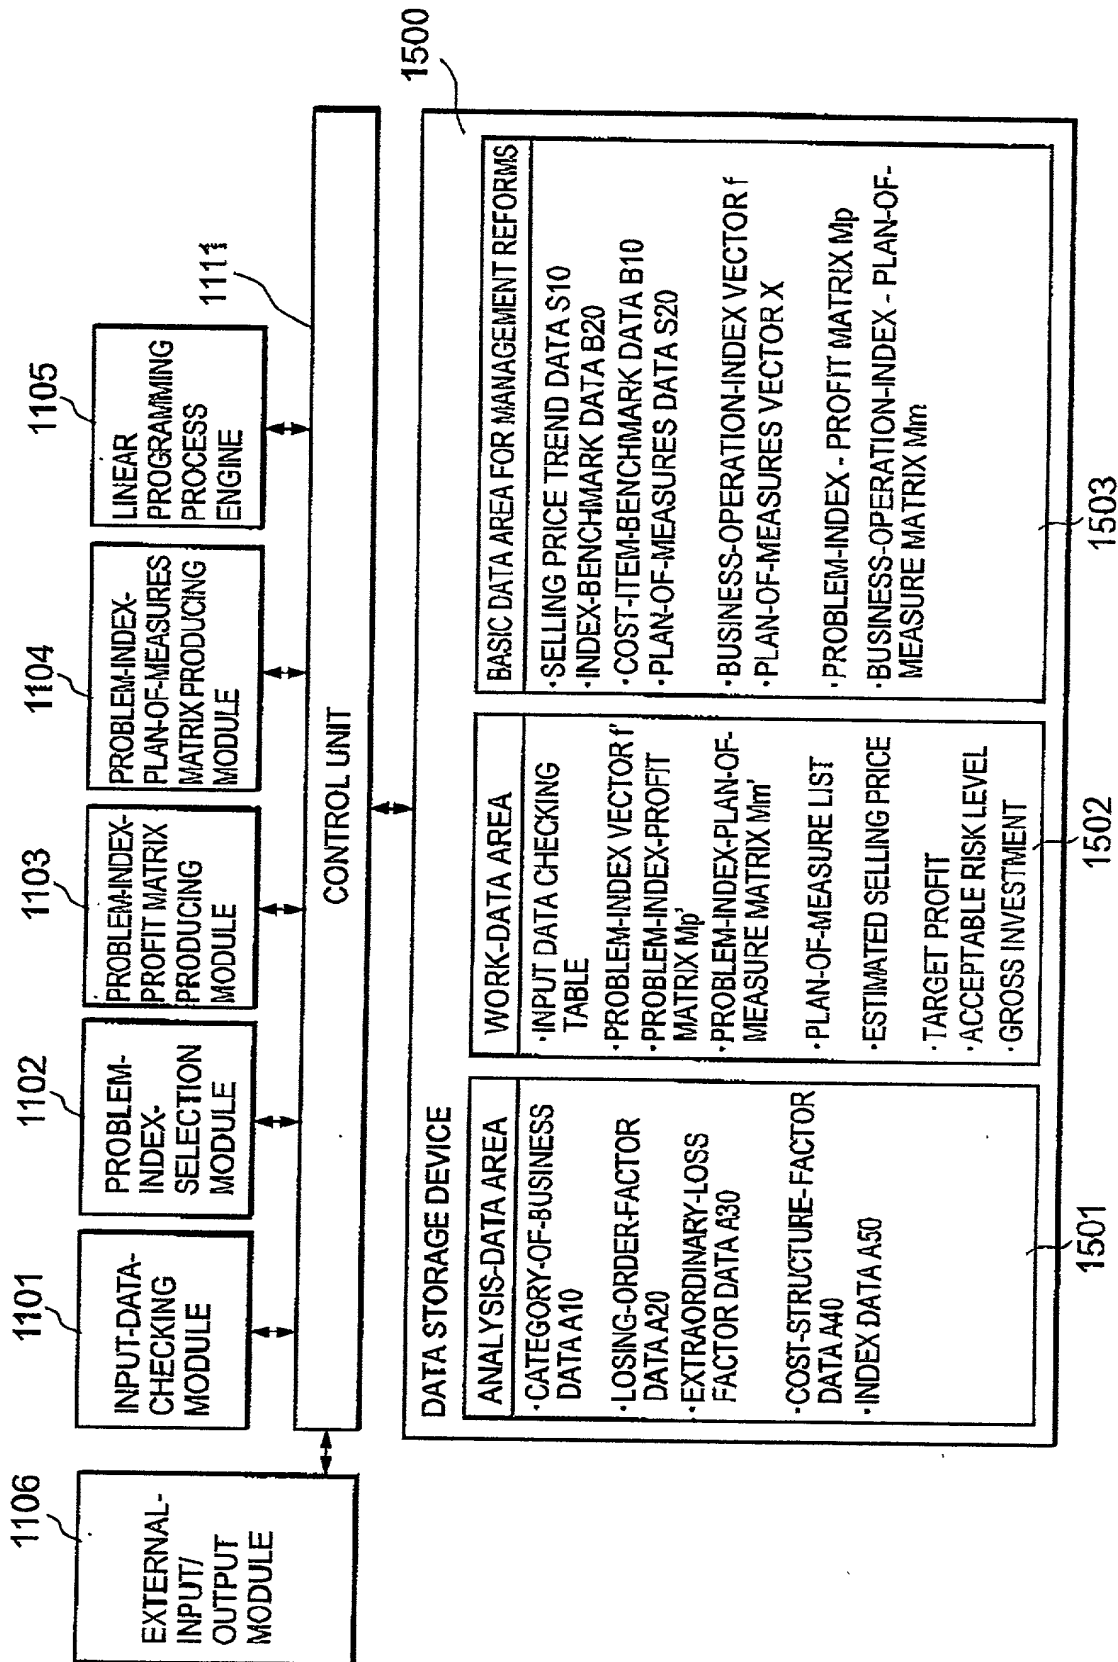 1106
EXTERNAL-
INPUT/
OUTPUT
MODULE
1101
INPUT-DATA-
CHECKING
MODULE
1102
PROBLEM-
INDEX-
SELECTION
MODULE
1103
PROBLEM-INDEX-
PROFIT MATRIX
PRODUCING
MODULE
1104
PROBLEM-INDEX-
PLAN-OF-MEASURES
MATRIX PRODUCING
MODULE
1105
LINEAR
PROGRAMMING
PROCESS
ENGINE
1111
CONTROL UNIT
1500
DATA STORAGE DEVICE
ANALYSIS-DATA AREA
·CATEGORY-OF-BUSINESS
DATA A10
·LOSING-ORDER-FACTOR
DATA A20
·EXTRAORDINARY-LOSS
FACTOR DATA A30
·COST-STRUCTURE-FACTOR
DATA A40
·INDEX DATA A50
1501
WORK-DATA AREA
·INPUT DATA CHECKING
TABLE
·PROBLEM-INDEX VECTOR f'
·PROBLEM-INDEX-PROFIT
MATRIX Mp'
·PROBLEM-INDEX-PLAN-OF-
MEASURE MATRIX Mm'
·PLAN-OF-MEASURE LIST
·ESTIMATED SELLING PRICE
·TARGET PROFIT
·ACCEPTABLE RISK LEVEL
·GROSS INVESTMENT
1502
BASIC DATA AREA FOR MANAGEMENT REFORMS
·SELLING PRICE TREND DATA S10
·INDEX-BENCHMARK DATA B20
·COST-ITEM-BENCHMARK DATA B10
·PLAN-OF-MEASURES DATA S20
·BUSINESS-OPERATION-INDEX VECTOR f
·PLAN-OF-MEASURES VECTOR X
·PROBLEM-INDEX - PROFIT MATRIX Mp
·BUSINESS-OPERATION-INDEX - PLAN-OF-
MEASURE MATRIX Mm
1503